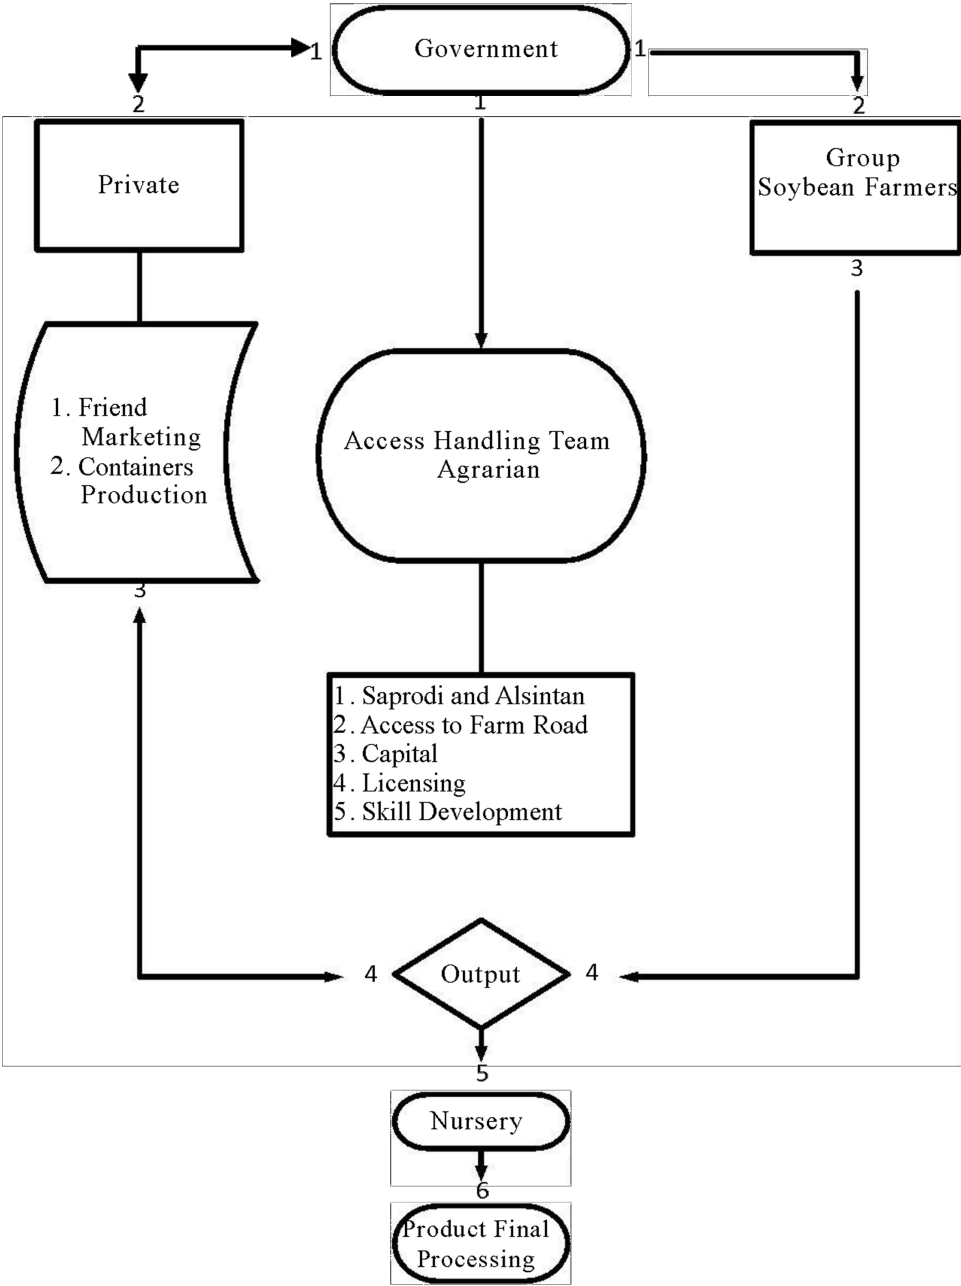 Government
1
1
1
2
2
Private
Group
Soybean Farmers
3
1. Friend
Marketing
2. Containers
Production
3
Access Handling Team
Agrarian
1. Saprodi and Alsintan
2. Access to Farm Road
3. Capital
4. Licensing
5. Skill Development
4
Output
4
5
Nursery
6
Product Final
Processing